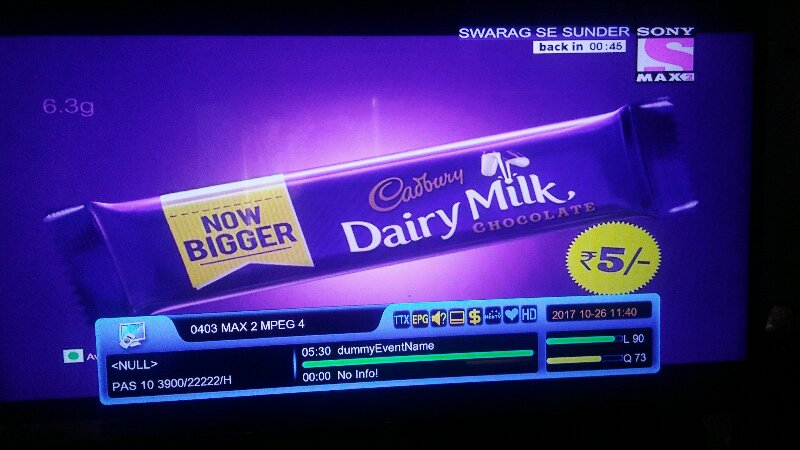 SWARAG SE SUNDER
back in 00:45
SONY
S
MAX2
6.3g
NOW
BIGGER
Cadbury
Dairy Milk
CHOCOLATE
₹5/-
0403 MAX 2 MPEG 4
TTX EPG $ HD
2017 10-26 11:40
<NULL>
PAS 10 3900/22222/H
05:30 dummyEventName
00:00 No Info!
L 90
Q 73